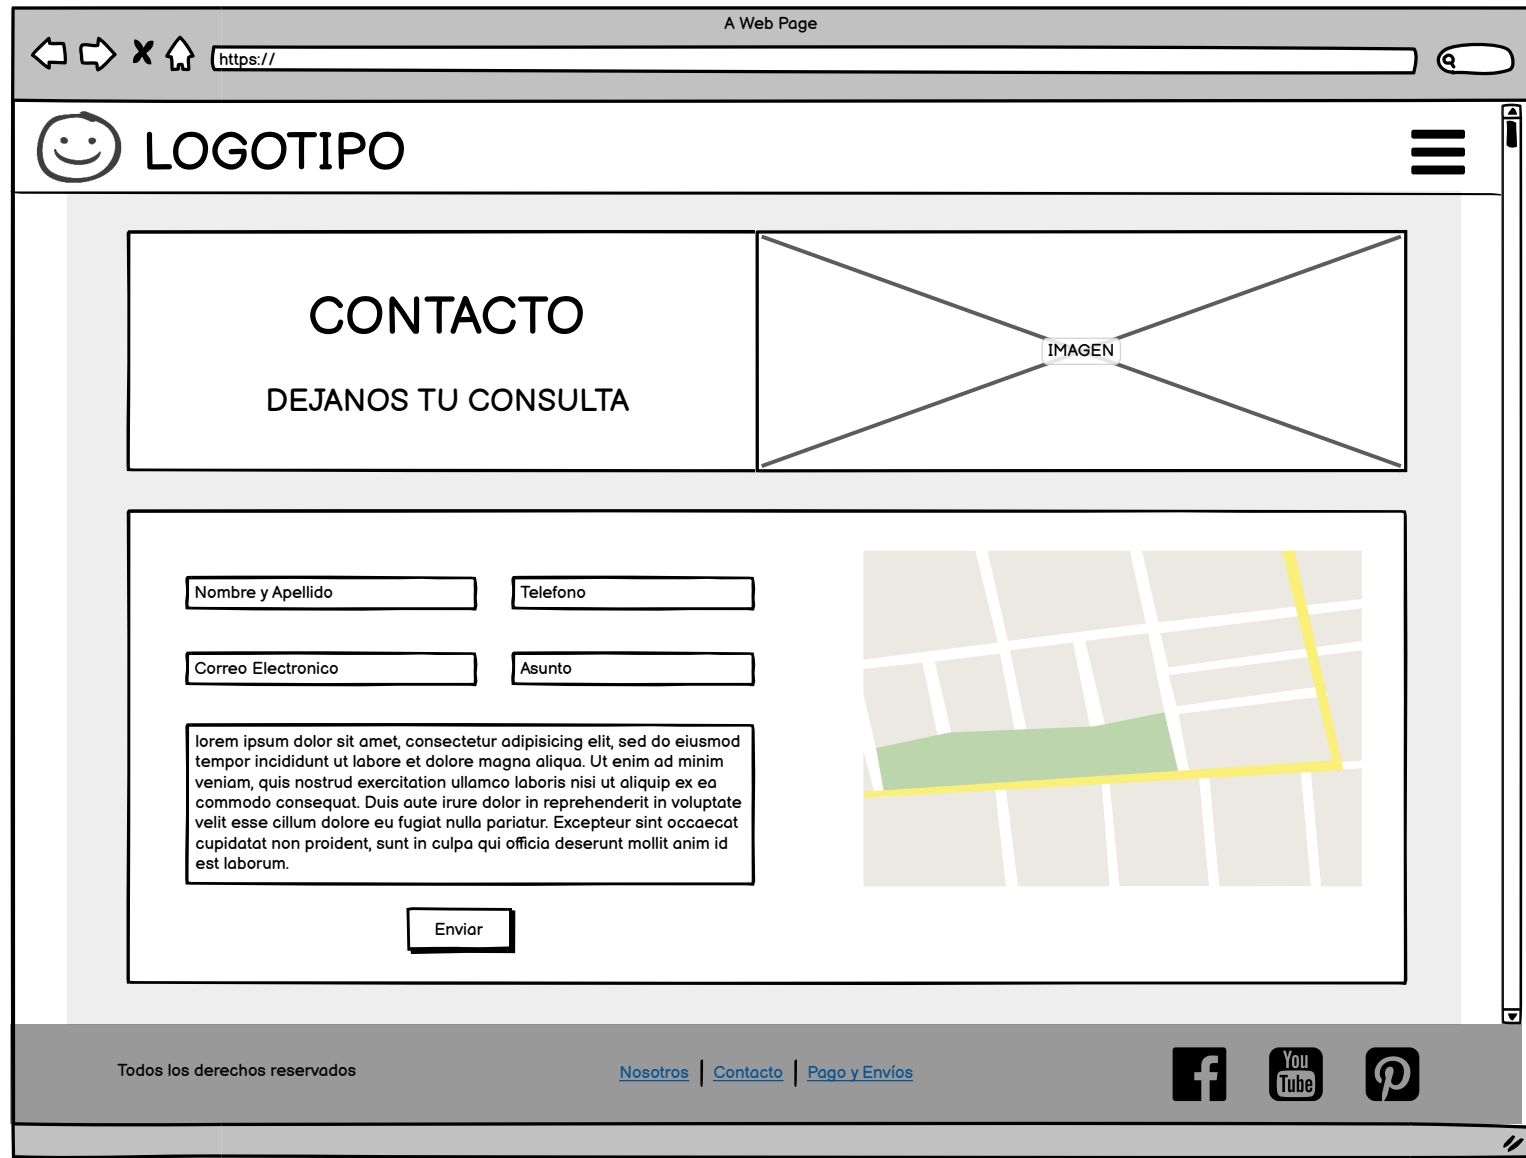 A Web Page
https://
LOGOTIPO
CONTACTO
DEJANOS TU CONSULTA
IMAGEN
Nombre y Apellido
Telefono
Correo Electronico
Asunto
lorem ipsum dolor sit amet, consectetur adipisicing elit, sed do eiusmod
tempor incididunt ut labore et dolore magna aliqua. Ut enim ad minim
veniam, quis nostrud exercitation ullamco laboris nisi ut aliquip ex ea
commodo consequat. Duis aute irure dolor in reprehenderit in voluptate
velit esse cillum dolore eu fugiat nulla pariatur. Excepteur sint occaecat
cupidatat non proident, sunt in culpa qui officia deserunt mollit anim id
est laborum.
Enviar
Todos los derechos reservados
Nosotros | Contacto | Pago y Envíos
You
Tube